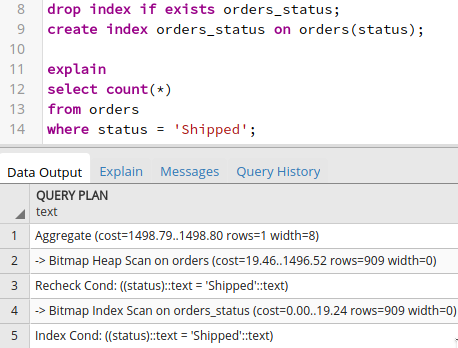 8 drop index if exists orders_status;
9 create index orders_status on orders(status);
10
11 explain
12 select count(*)
13 from orders
14 where status = 'Shipped';
Data Output Explain Messages Query History
QUERY PLAN
text
1 Aggregate (cost=1498.79..1498.80 rows=1 width=8)
2 -> Bitmap Heap Scan on orders (cost=19.46..1496.52 rows=909 width=0)
3 Recheck Cond: ((status)::text = 'Shipped'::text)
4 -> Bitmap Index Scan on orders_status (cost=0.00..19.24 rows=909 width=0)
5 Index Cond: ((status)::text = 'Shipped'::text)